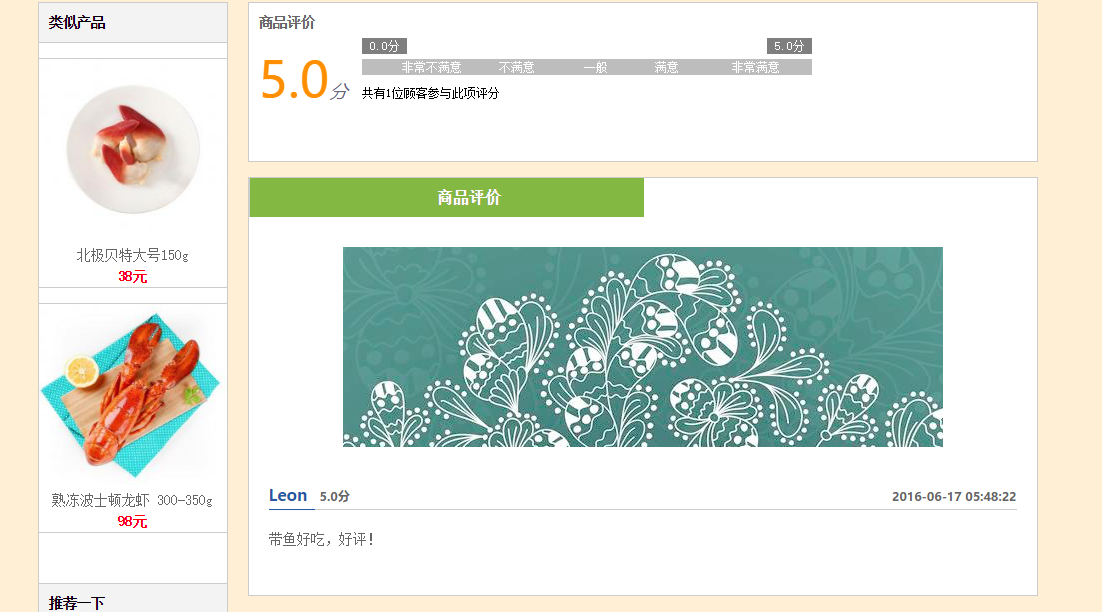 类似产品
北极贝特大号150g
38元
熟冻波士顿龙虾 300-350g
98元
推荐一下
商品评价
0.0分 5.0分
5.0分
非常不满意 不满意 一般 满意 非常满意
共有1位顾客参与此项评分
商品评价
Leon 5.0分 2016-06-17 05:48:22
带鱼好吃，好评！